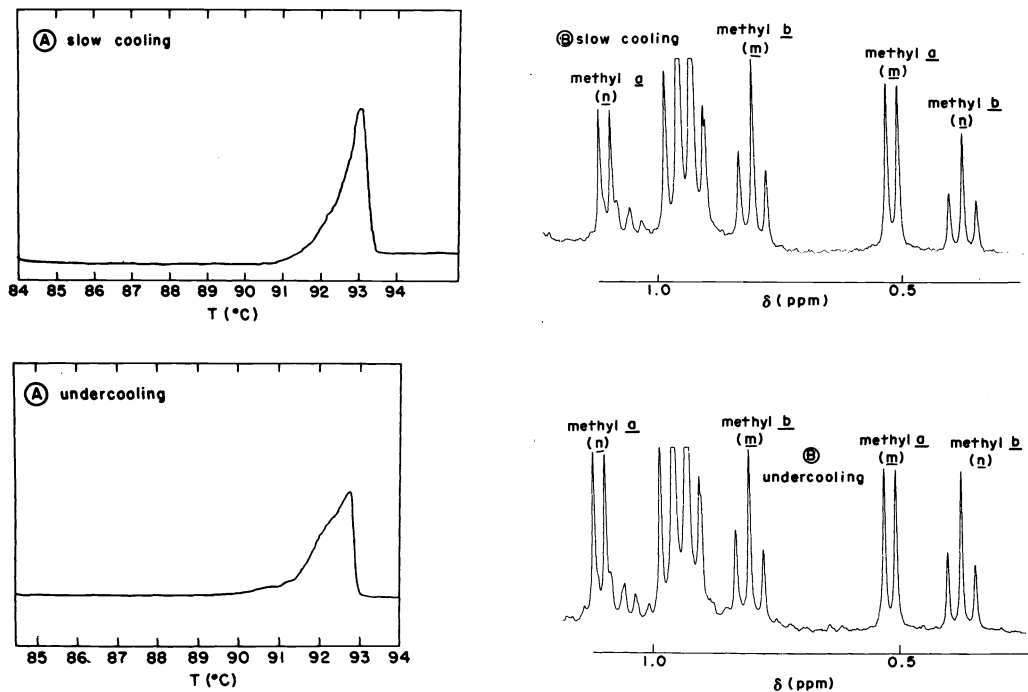 Ⓐ slow cooling
84 85 86 87 88 89 90 91 92 93 94
T (°C)
Ⓑ slow cooling
methyl a
(n)
methyl b
(m)
methyl a
(m)
methyl b
(n)
1.0 0.5
δ (ppm)
Ⓐ undercooling
85 86 87 88 89 90 91 92 93 94
T (°C)
methyl a
(n)
methyl b
(m)
Ⓑ
undercooling
methyl a
(m)
methyl b
(n)
1.0 0.5
δ (ppm)